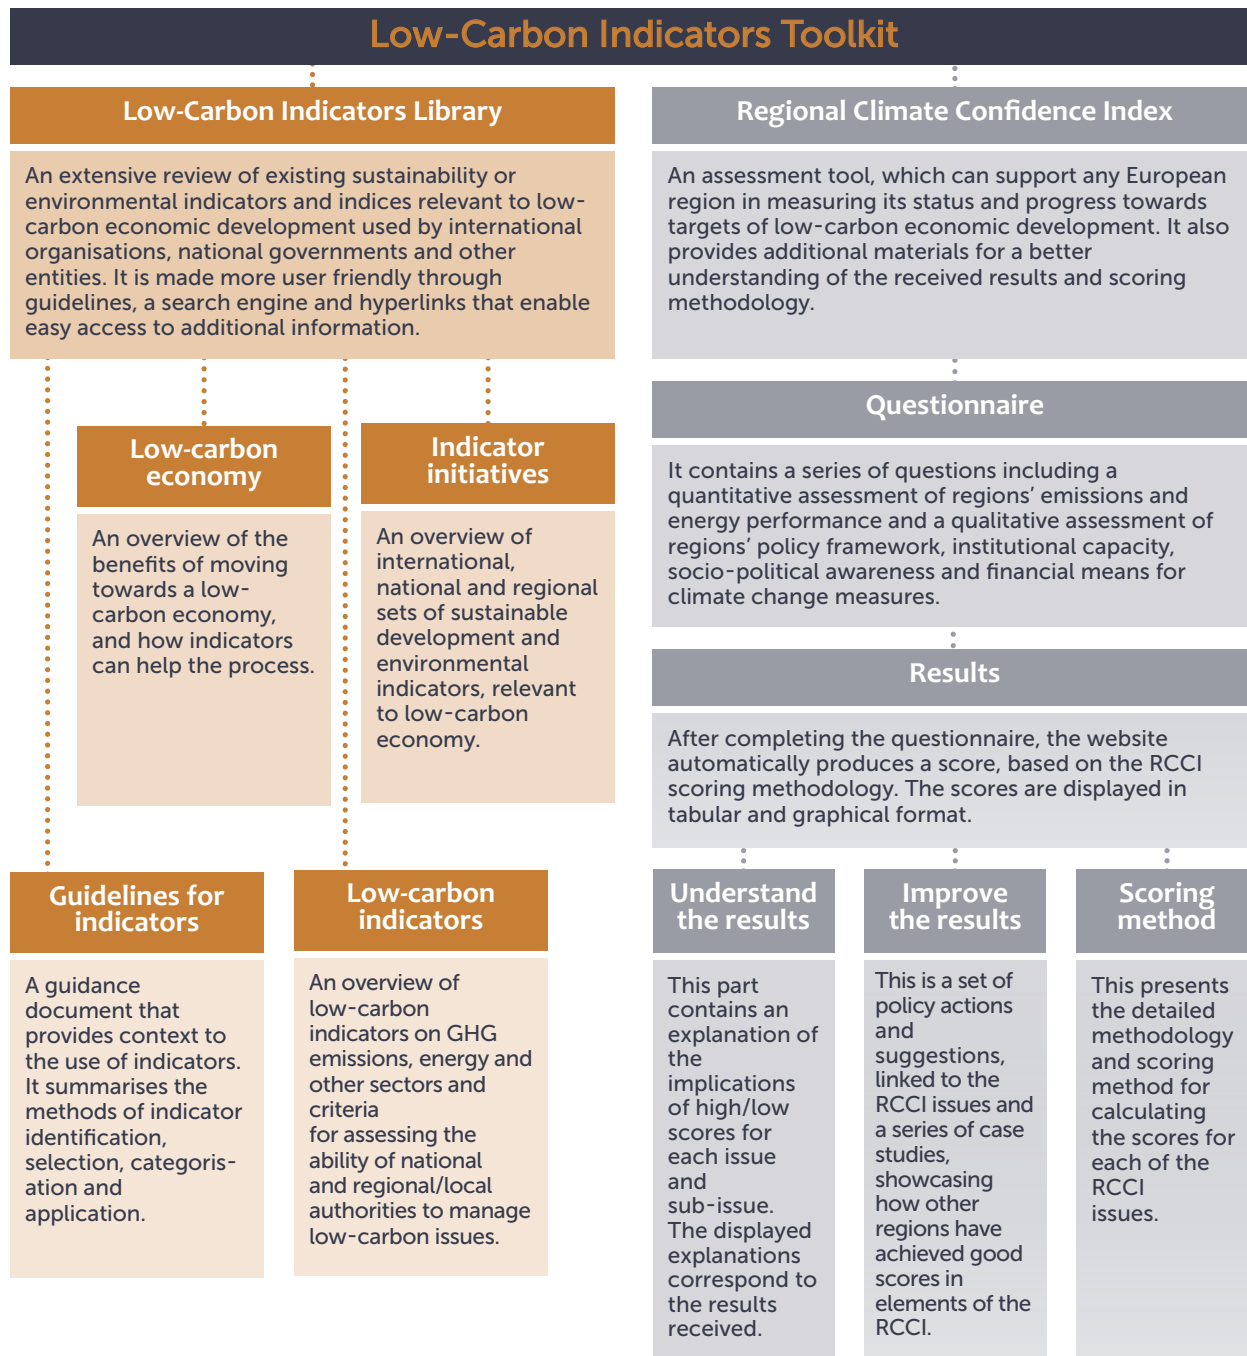 Low-Carbon Indicators Toolkit
Low-Carbon Indicators Library
An extensive review of existing sustainability or
environmental indicators and indices relevant to low-
carbon economic development used by international
organisations, national governments and other
entities. It is made more user friendly through
guidelines, a search engine and hyperlinks that enable
easy access to additional information.
Low-carbon
economy
An overview of the
benefits of moving
towards a low-
carbon economy,
and how indicators
can help the process.
Indicator
initiatives
An overview of
international,
national and regional
sets of sustainable
development and
environmental
indicators, relevant
to low-carbon
economy.
Guidelines for
indicators
A guidance
document that
provides context to
the use of indicators.
It summarises the
methods of indicator
identification,
selection, categoris-
ation and
application.
Low-carbon
indicators
An overview of
low-carbon
indicators on GHG
emissions, energy and
other sectors and
criteria
for assessing the
ability of national
and regional/local
authorities to manage
low-carbon issues.
Regional Climate Confidence Index
An assessment tool, which can support any European
region in measuring its status and progress towards
targets of low-carbon economic development. It also
provides additional materials for a better
understanding of the received results and scoring
methodology.
Questionnaire
It contains a series of questions including a
quantitative assessment of regions' emissions and
energy performance and a qualitative assessment of
regions' policy framework, institutional capacity,
socio-political awareness and financial means for
climate change measures.
Results
After completing the questionnaire, the website
automatically produces a score, based on the RCCI
scoring methodology. The scores are displayed in
tabular and graphical format.
Understand
the results
This part
contains an
explanation of
the
implications
of high/low
scores for
each issue
and
sub-issue.
The displayed
explanations
correspond to
the results
received.
Improve
the results
This is a set of
policy actions
and
suggestions,
linked to the
RCCI issues and
a series of case
studies,
showcasing
how other
regions have
achieved good
scores in
elements of the
RCCI.
Scoring
method
This presents
the detailed
methodology
and scoring
method for
calculating
the scores for
each of the
RCCI
issues.